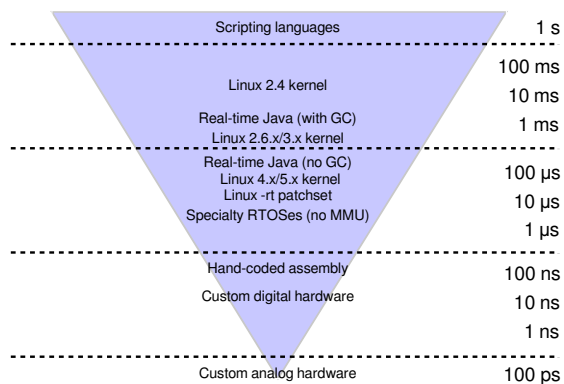 Scripting languages
1 s
100 ms
Linux 2.4 kernel
10 ms
Real-time Java (with GC)
1 ms
Linux 2.6.x/3.x kernel
Real-time Java (no GC)
100 µs
Linux 4.x/5.x kernel
Linux -rt patchset
10 µs
Specialty RTOSes (no MMU)
1 µs
Hand-coded assembly
100 ns
Custom digital hardware
10 ns
1 ns
Custom analog hardware
100 ps